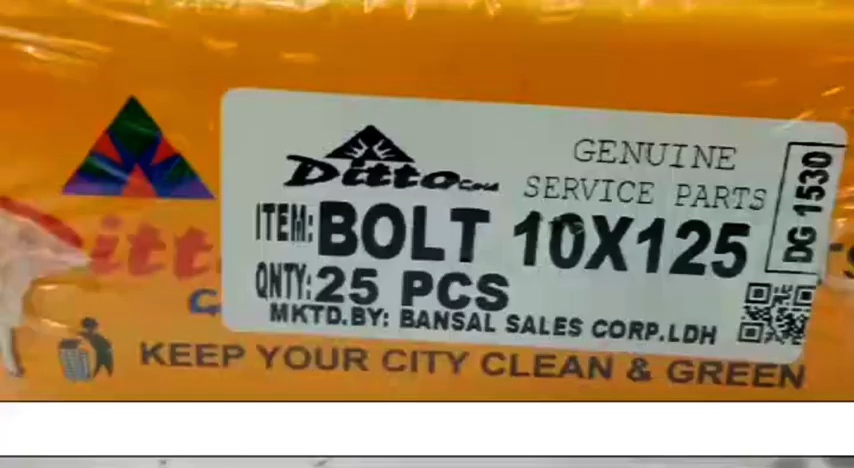 Ditto
GENUINE
SERVICE PARTS
DG 1530
ITEM: BOLT 10X125
QNTY: 25 PCS
MKTD.BY: BANSAL SALES CORP.LDH
KEEP YOUR CITY CLEAN & GREEN